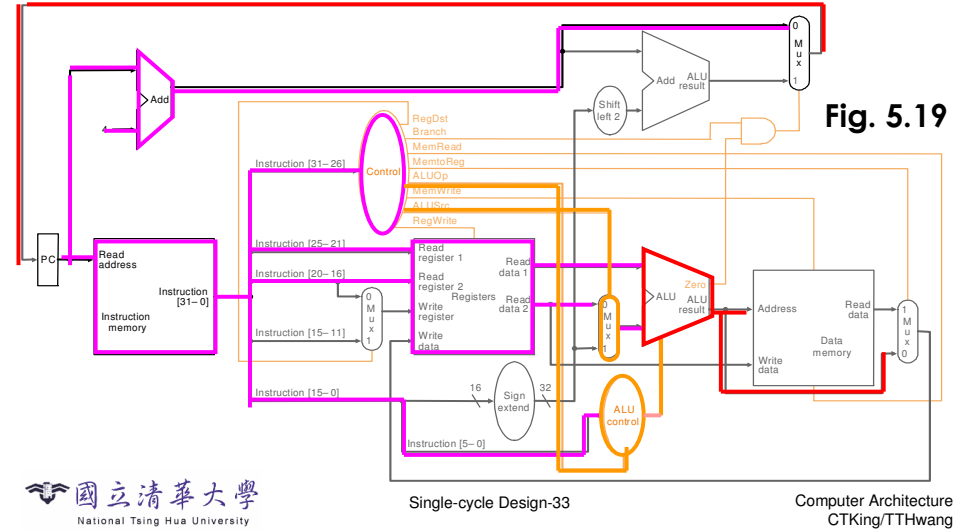 0
M
u
x
1
Add
4
Add
ALU
result
Shift
left 2
Fig. 5.19
RegDst
Branch
MemRead
MemtoReg
ALUOp
MemWrite
ALUSrc
RegWrite
Control
Instruction [31–26]
Instruction [25–21]
Instruction [20–16]
Instruction [15–11]
Instruction [15–0]
Instruction [5–0]
PC
Read
address
Instruction
[31–0]
Instruction
memory
0
M
u
x
1
Read
register 1
Read
register 2
Write
register
Write
data
Registers
Read
data 1
Read
data 2
16
Sign
extend
32
0
M
u
x
1
Zero
ALU
ALU
result
ALU
control
Address
Write
data
Read
data
Data
memory
1
M
u
x
0
國立清華大學
National Tsing Hua University
Single-cycle Design-33
Computer Architecture
CTKing/TTHwang